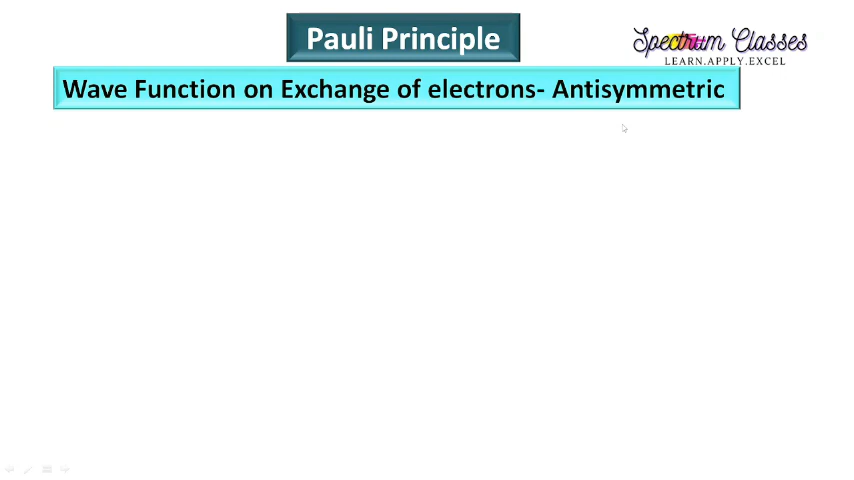 Pauli Principle
Spectrum Classes
LEARN.APPLY.EXCEL
Wave Function on Exchange of electrons- Antisymmetric